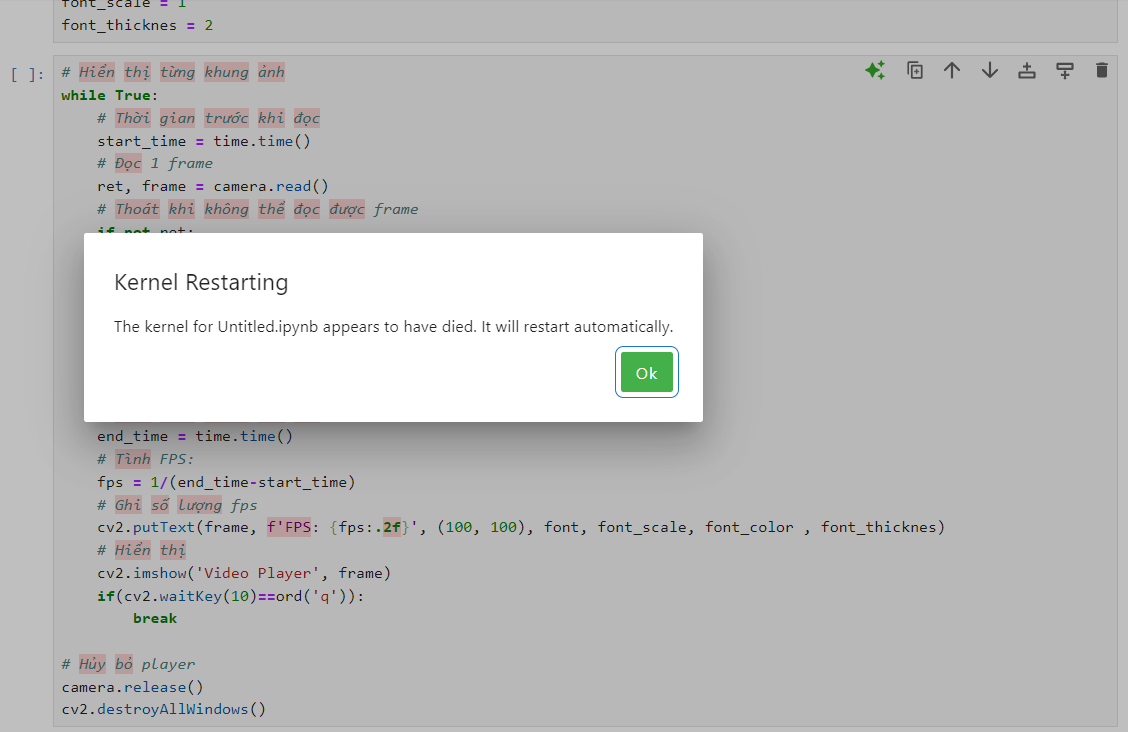 font_scale = 1
font_thicknes = 2
[ ]:
# Hiển thị từng khung ảnh
while True:
# Thời gian trước khi đọc
start_time = time.time()
# Đọc 1 frame
ret, frame = camera.read()
# Thoát khi không thể đọc được frame
if not ret:
Kernel Restarting
The kernel for Untitled.ipynb appears to have died. It will restart automatically.
Ok
end_time = time.time()
# Tình FPS:
fps = 1/(end_time-start_time)
# Ghi số lượng fps
cv2.putText(frame, f'FPS: {fps:.2f}', (100, 100), font, font_scale, font_color , font_thicknes)
# Hiển thị
cv2.imshow('Video Player', frame)
if(cv2.waitKey(10)==ord('q')):
break
# Hủy bỏ player
camera.release()
cv2.destroyAllWindows()